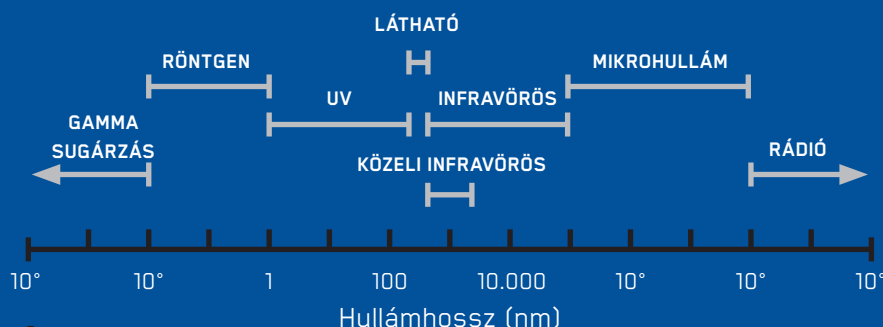 LÁTHATÓ
RÖNTGEN
MIKROHULLÁM
UV
INFRAVÖRÖS
GAMMA
SUGÁRZÁS
KÖZELI INFRAVÖRÖS
RÁDIÓ
10° 10° 1 100 10.000 10° 10° 10°
Hullámhossz (nm)